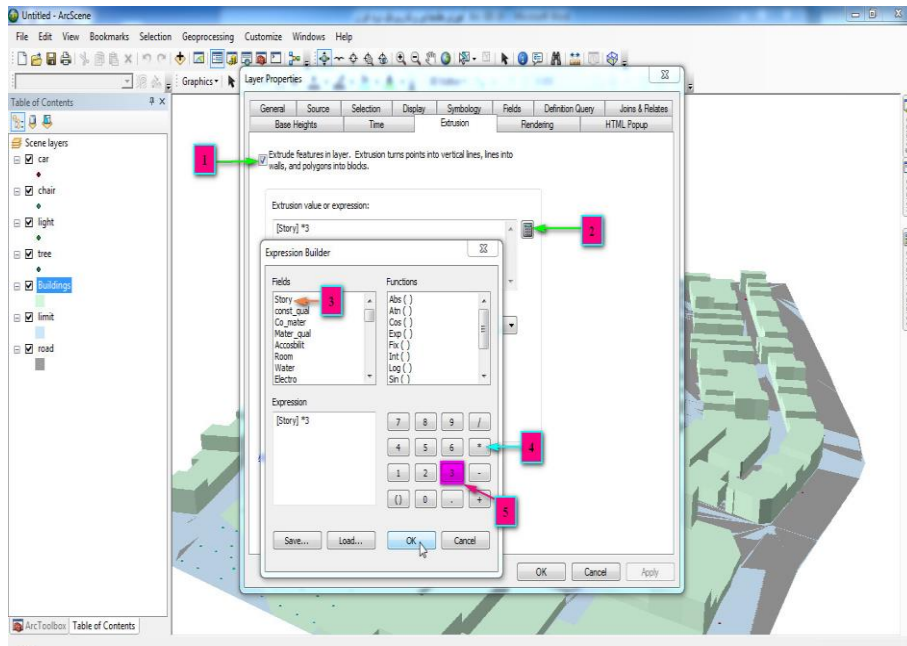 Untitled - ArcScene
File Edit View Bookmarks Selection Geoprocessing Customize Windows Help
Graphics
Table of Contents
Scene layers
car
chair
light
tree
Buildings
limit
road
ArcToolbox Table of Contents
Layer Properties
General Source Selection Display Symbology Fields Definition Query Joins & Relates
Base Heights Time Extrusion Rendering HTML Popup
1
Extrude features in layer. Extrusion turns points into vertical lines, lines into
walls, and polygons into blocks.
Extrusion value or expression:
[Story] *3
2
Expression Builder
Fields Functions
Story
const_qual
Co_mater
Mater_qual
Accosbilit
Room
Water
Electro
3
Abs ( )
Atn ( )
Cos ( )
Exp ( )
Fix ( )
Int ( )
Log ( )
Sin ( )
Expression
[Story] *3
7 8 9 /
4 5 6 *
4
1 2 3 -
() 0 . +
5
Save... Load... OK Cancel
OK Cancel Apply